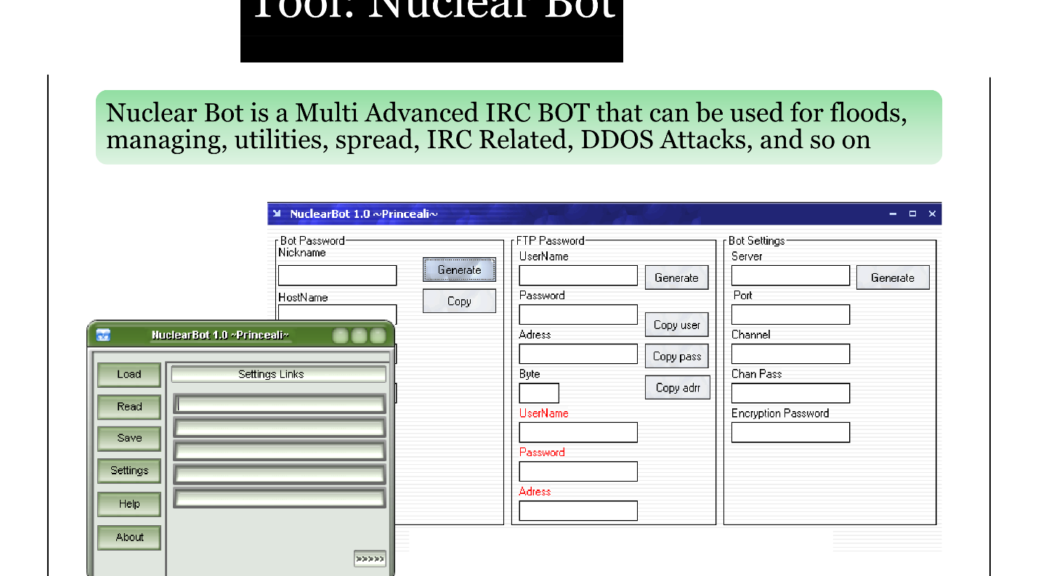 Tool: Nuclear Bot
Nuclear Bot is a Multi Advanced IRC BOT that can be used for floods,
managing, utilities, spread, IRC Related, DDOS Attacks, and so on
NuclearBot 1.0 ~Princeali~
Bot Password
Nickname
Generate
HostName
Copy
FTP Password
UserName
Generate
Password
Copy user
Adress
Copy pass
Byte
Copy adrr
UserName
Password
Adress
Bot Settings
Server
Generate
Port
Channel
Chan Pass
Encryption Password
NuclearBot 1.0 ~Princeali~
Load
Settings Links
Read
Save
Settings
Help
About
>>>>>